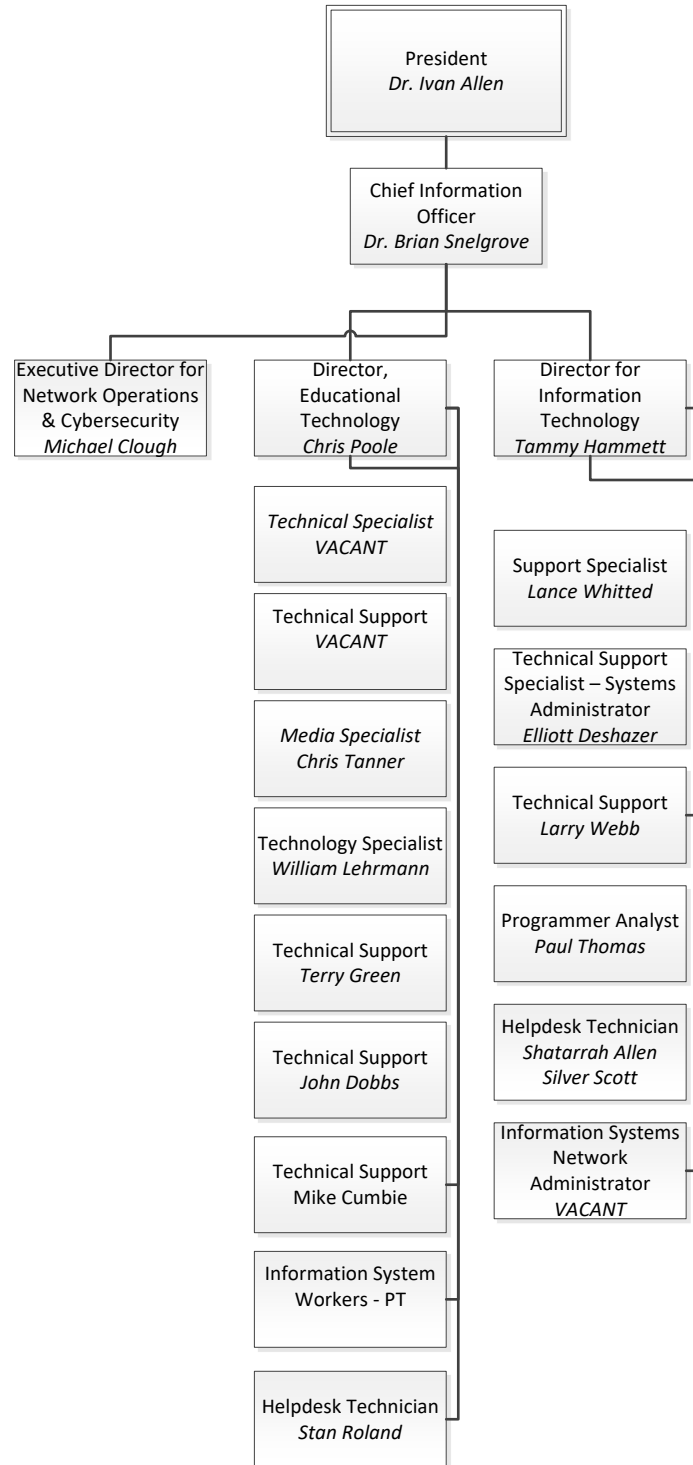 President
Dr. Ivan Allen
Chief Information
Officer
Dr. Brian Snelgrove
Executive Director for
Network Operations
& Cybersecurity
Michael Clough
Director,
Educational
Technology
Chris Poole
Director for
Information
Technology
Tammy Hammett
Technical Specialist
VACANT
Technical Support
VACANT
Media Specialist
Chris Tanner
Technology Specialist
William Lehrmann
Technical Support
Terry Green
Technical Support
John Dobbs
Technical Support
Mike Cumbie
Information System
Workers - PT
Helpdesk Technician
Stan Roland
Support Specialist
Lance Whitted
Technical Support
Specialist – Systems
Administrator
Elliott Deshazer
Technical Support
Larry Webb
Programmer Analyst
Paul Thomas
Helpdesk Technician
Shatarrah Allen
Silver Scott
Information Systems
Network
Administrator
VACANT